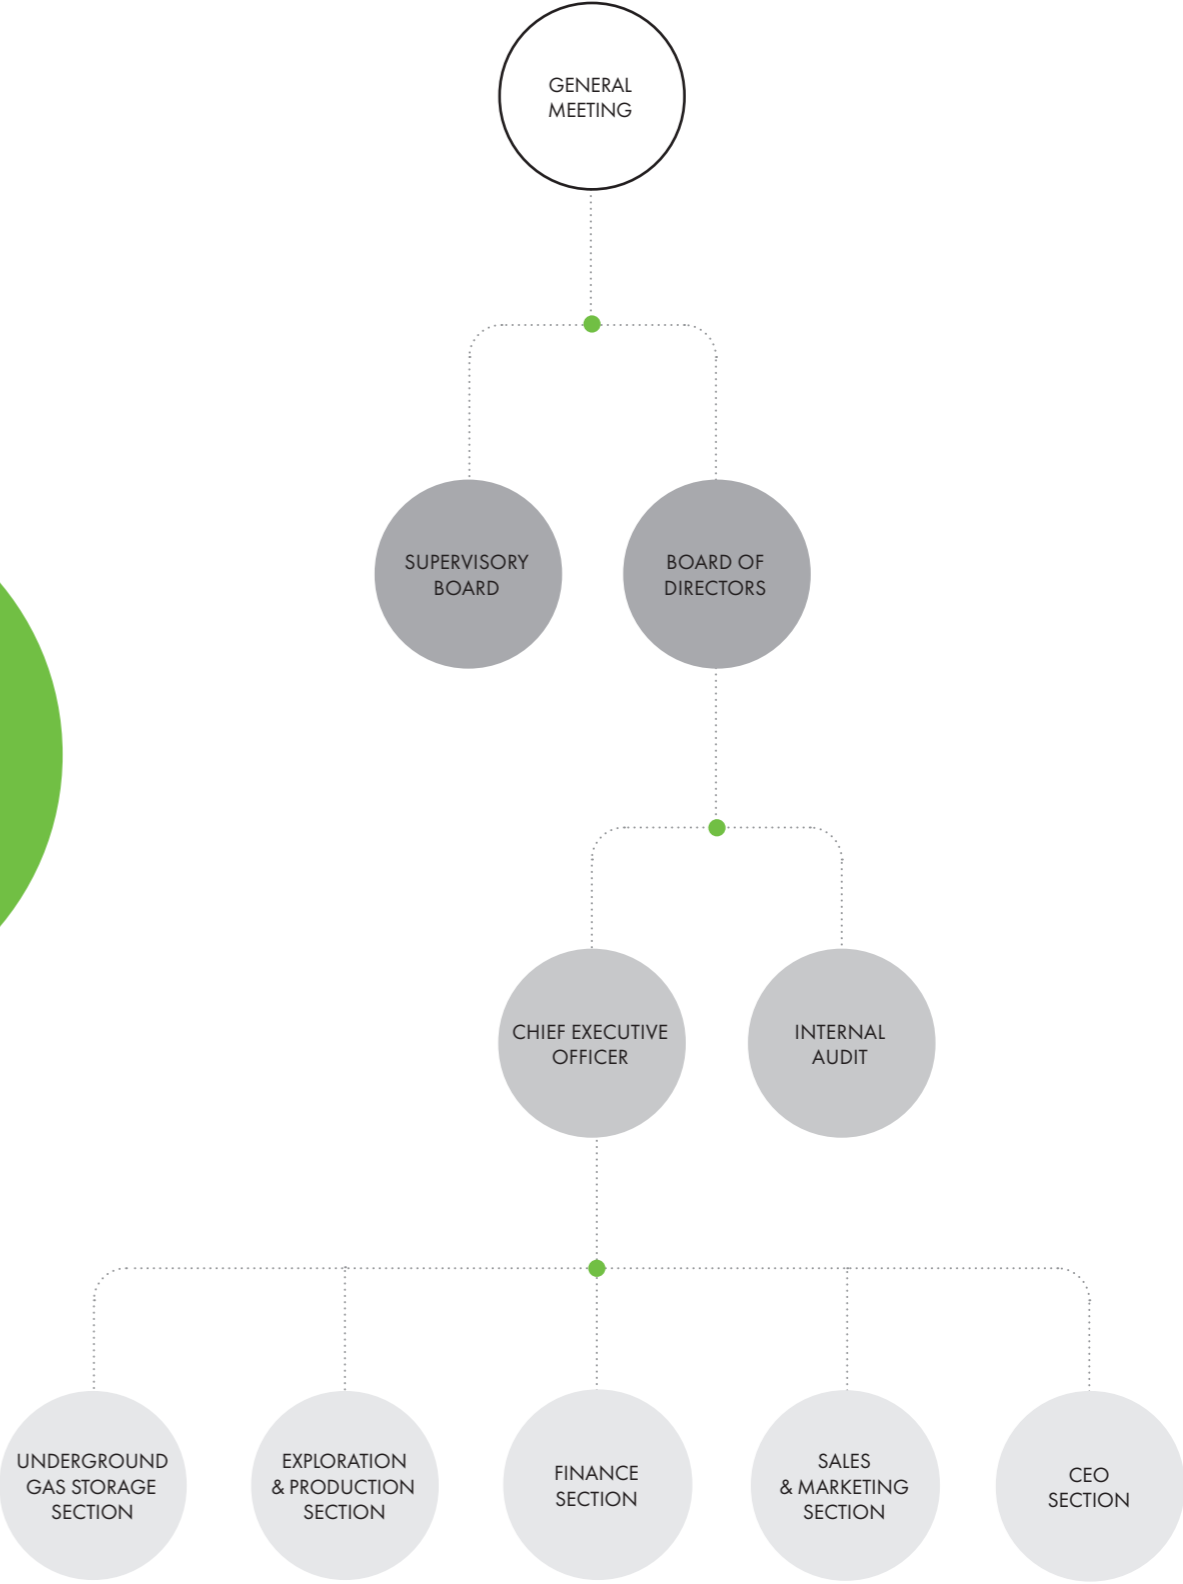 GENERAL
MEETING
SUPERVISORY
BOARD
BOARD OF
DIRECTORS
CHIEF EXECUTIVE
OFFICER
INTERNAL
AUDIT
UNDERGROUND
GAS STORAGE
SECTION
EXPLORATION
& PRODUCTION
SECTION
FINANCE
SECTION
SALES
& MARKETING
SECTION
CEO
SECTION